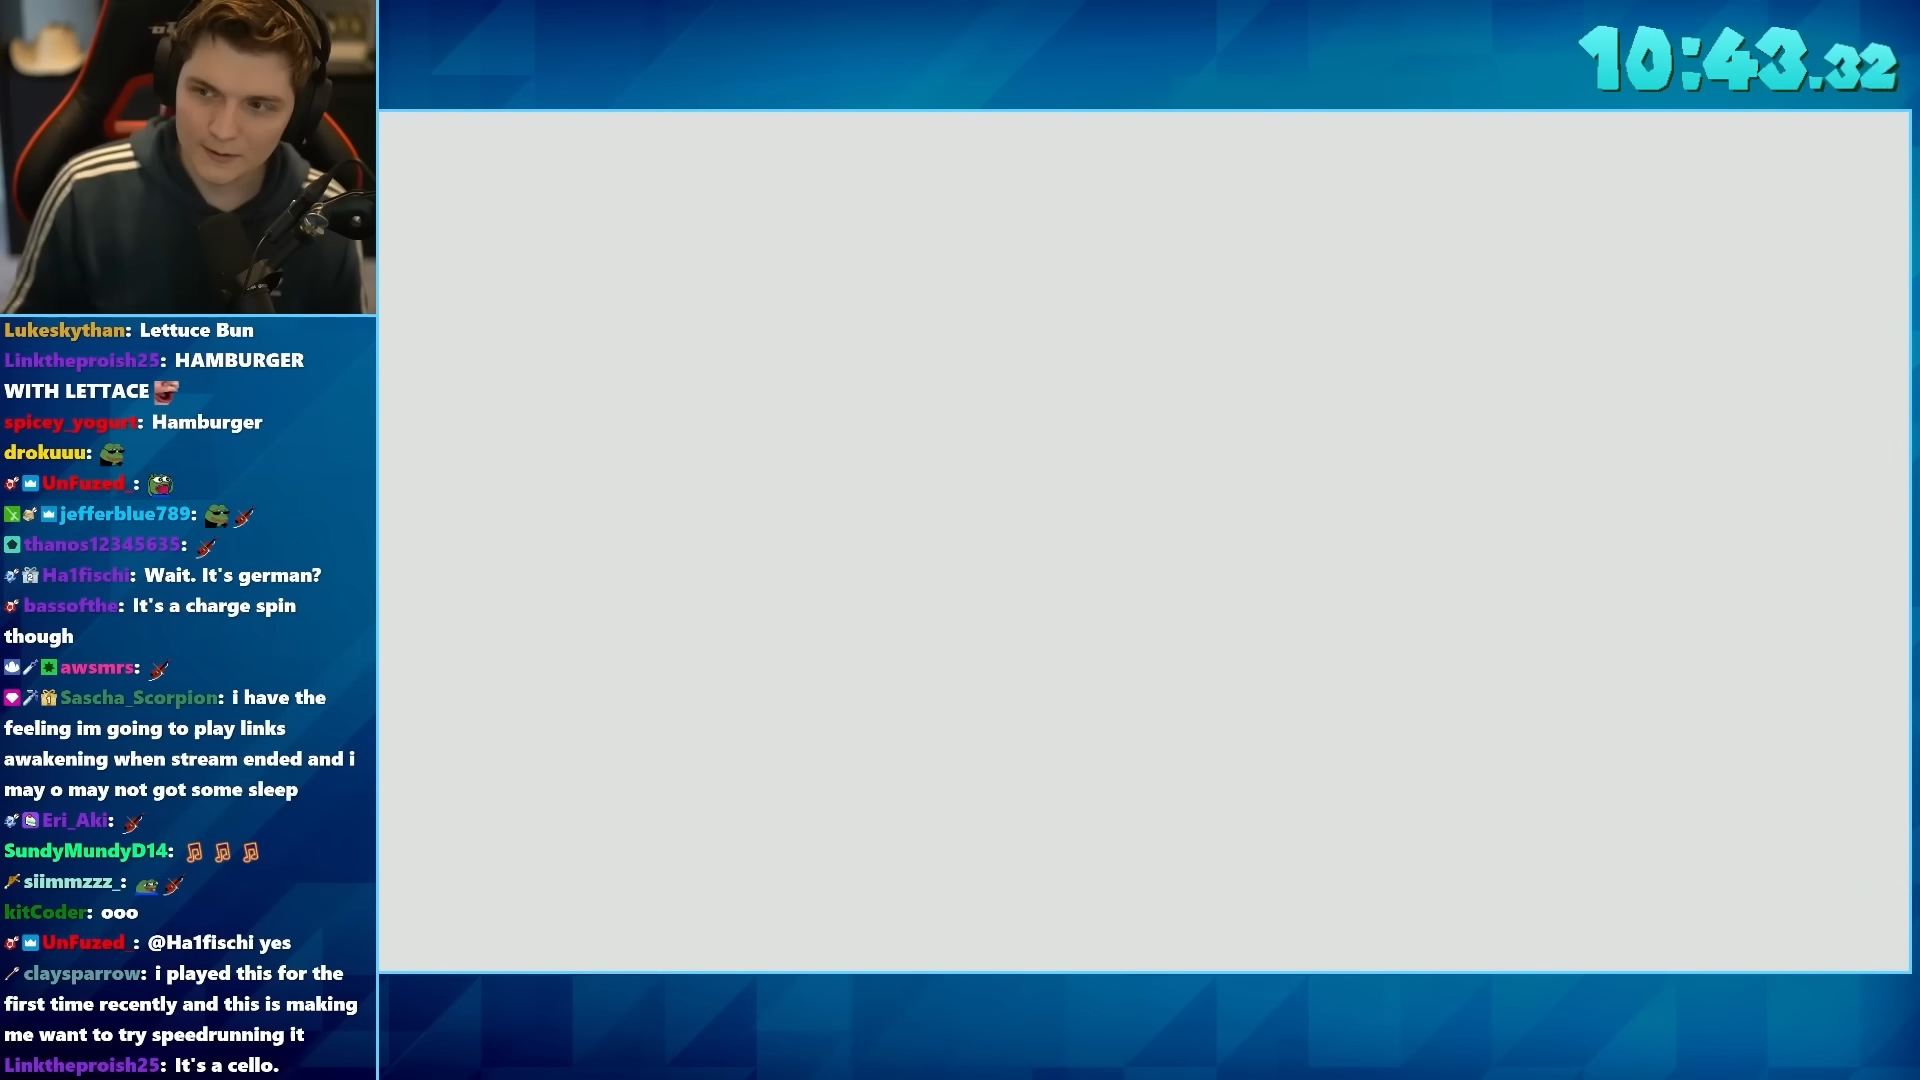 10:43.32
Lukeskythan: Lettuce Bun
Linktheproish25: HAMBURGER
WITH LETTACE
spicey_yogurt: Hamburger
drokuuu:
UnFuzed_:
jefferblue789:
thanos12345635:
Ha1fischi: Wait. It's german?
bassofthe: It's a charge spin
though
awsmrs:
Sascha_Scorpion: i have the
feeling im going to play links
awakening when stream ended and i
may o may not got some sleep
Eri_Aki:
SundyMundyD14:
siimmzzz_:
kitCoder: ooo
UnFuzed_: @Ha1fischi yes
claysparrow: i played this for the
first time recently and this is making
me want to try speedrunning it
Linktheproish25: It's a cello.